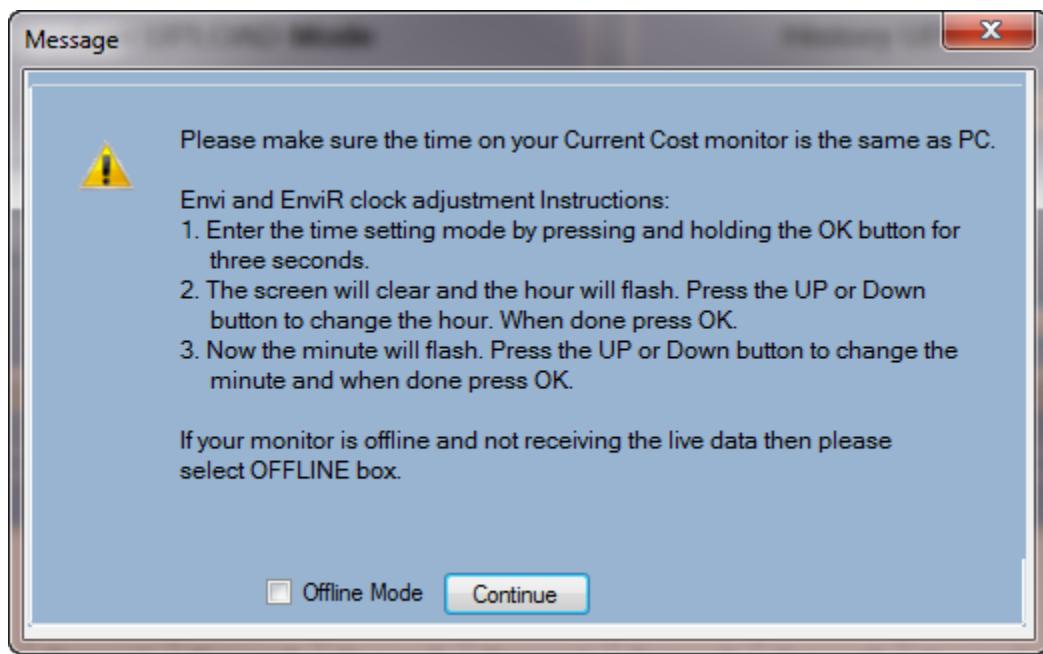 Message
Please make sure the time on your Current Cost monitor is the same as PC.
Envi and EnviR clock adjustment Instructions:
1. Enter the time setting mode by pressing and holding the OK button for
three seconds.
2. The screen will clear and the hour will flash. Press the UP or Down
button to change the hour. When done press OK.
3. Now the minute will flash. Press the UP or Down button to change the
minute and when done press OK.
If your monitor is offline and not receiving the live data then please
select OFFLINE box.
Offline Mode Continue